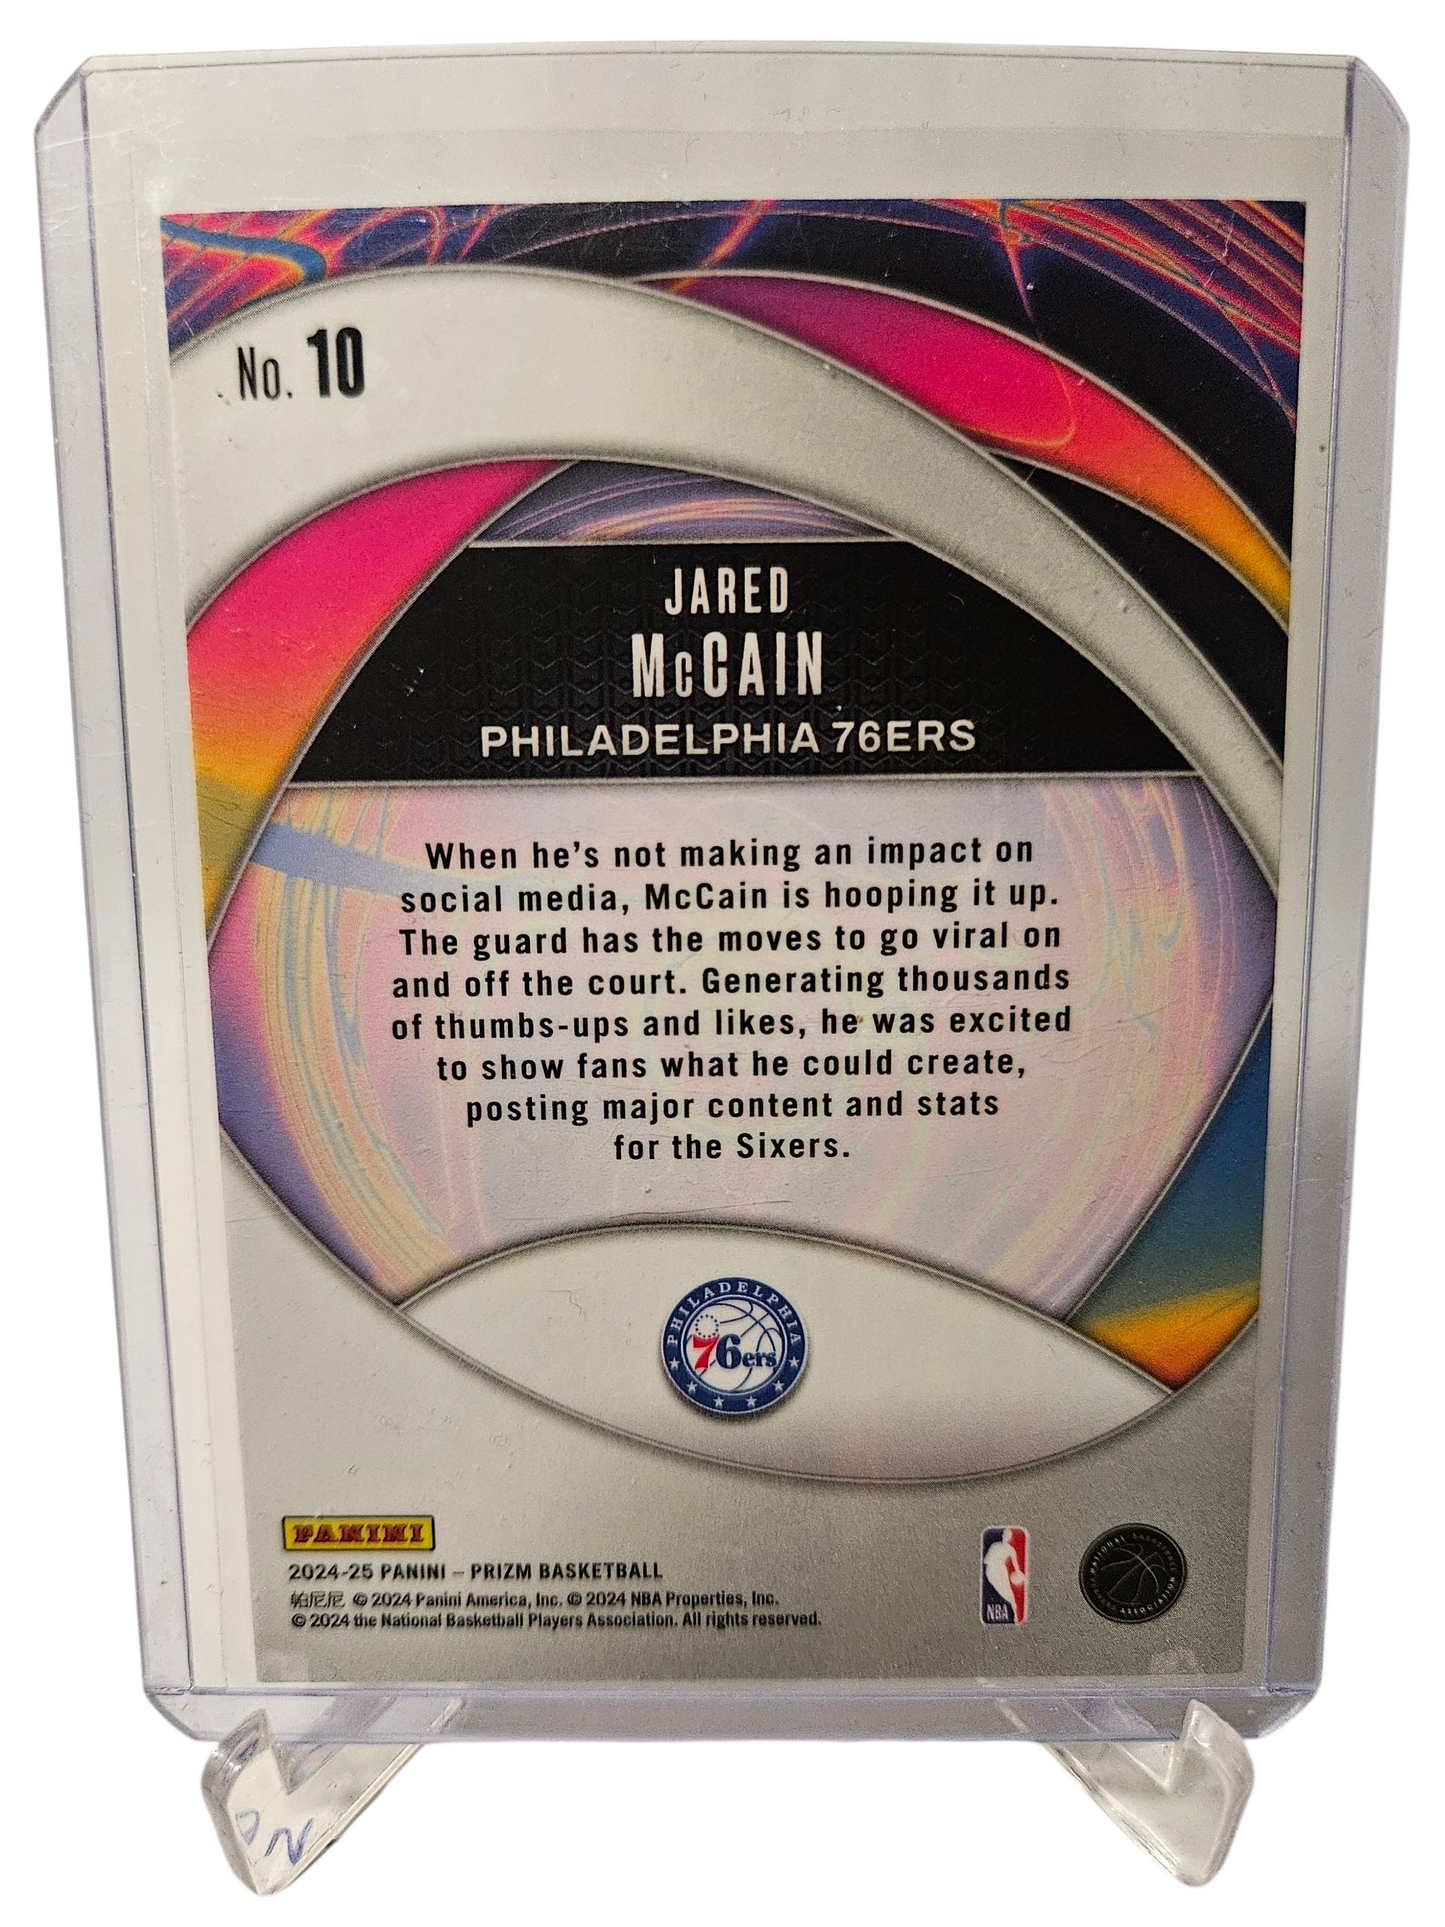 No. 10
JARED
McCAIN
PHILADELPHIA 76ERS
When he's not making an impact on
social media, McCain is hooping it up.
The guard has the moves to go viral on
and off the court. Generating thousands
of thumbs-ups and likes, he was excited
to show fans what he could create,
posting major content and stats
for the Sixers.
PHILADELPHIA
76ers
PANINI
2024-25 PANINI – PRIZM BASKETBALL
帕尼尼 © 2024 Panini America, Inc. © 2024 NBA Properties, Inc.
© 2024 the National Basketball Players Association. All rights reserved.
NBA
NATIONAL BASKETBALL
PLAYERS ASSOCIATION